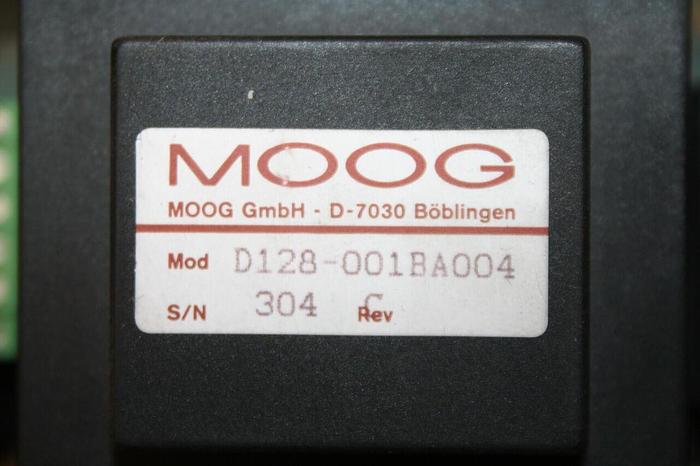 MOOG
MOOG GmbH - D-7030 Böblingen
Mod D128-001BA004
S/N 304 Rev C